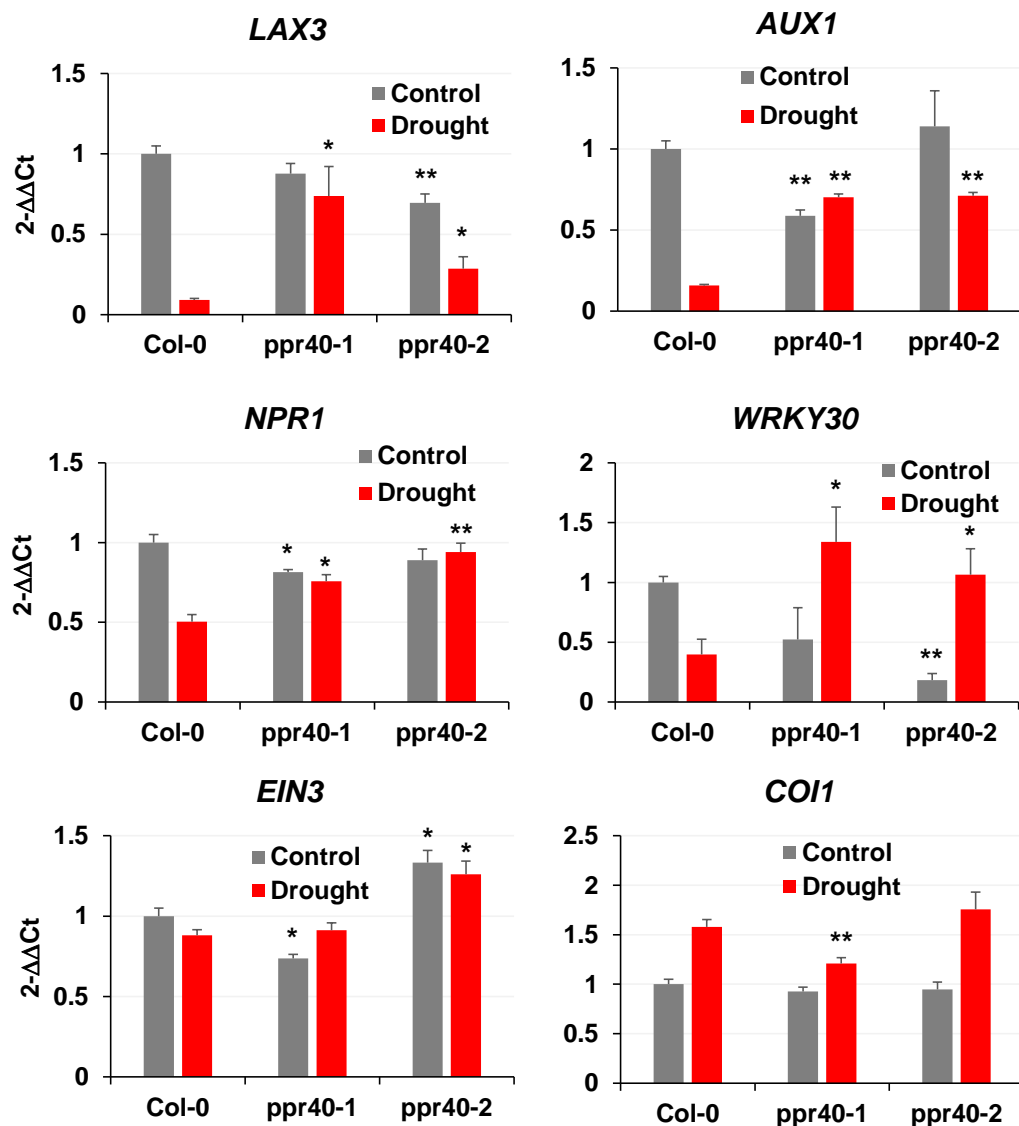 LAX3
1.5
1
0.5
0
2-ΔΔCt
Control
Drought
*
**
*
Col-0 ppr40-1 ppr40-2
AUX1
1.5
1
0.5
0
Control
Drought
** ** **
Col-0 ppr40-1 ppr40-2
NPR1
1.5
1
0.5
0
2-ΔΔCt
Control
Drought
* * **
Col-0 ppr40-1 ppr40-2
WRKY30
2
1.5
1
0.5
0
Control
Drought
*
*
**
Col-0 ppr40-1 ppr40-2
EIN3
1.5
1
0.5
0
2-ΔΔCt
Control
Drought
* *
*
Col-0 ppr40-1 ppr40-2
COI1
2.5
2
1.5
1
0.5
0
Control
Drought
**
Col-0 ppr40-1 ppr40-2